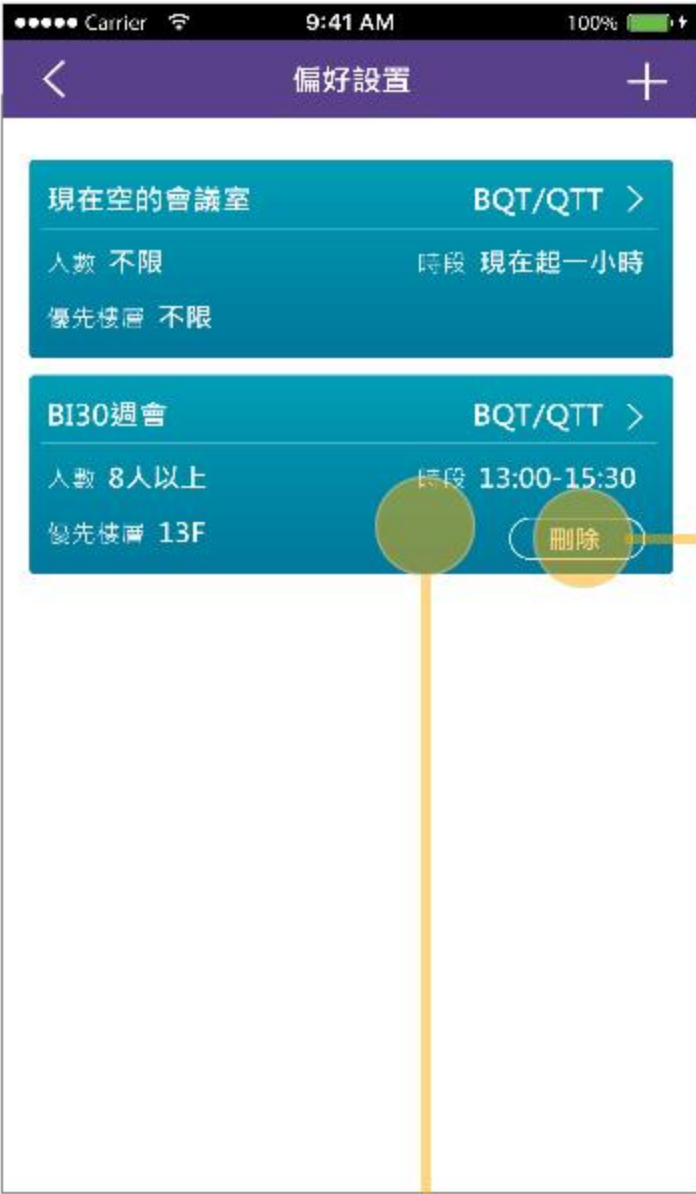 Carrier 9:41 AM 100%
偏好設置
現在空的會議室 BQT/QTT
人數 不限 時段 現在起一小時
優先樓層 不限
BI30週會 BQT/QTT
人數 8人以上 時段 13:00-15:30
優先樓層 13F 刪除